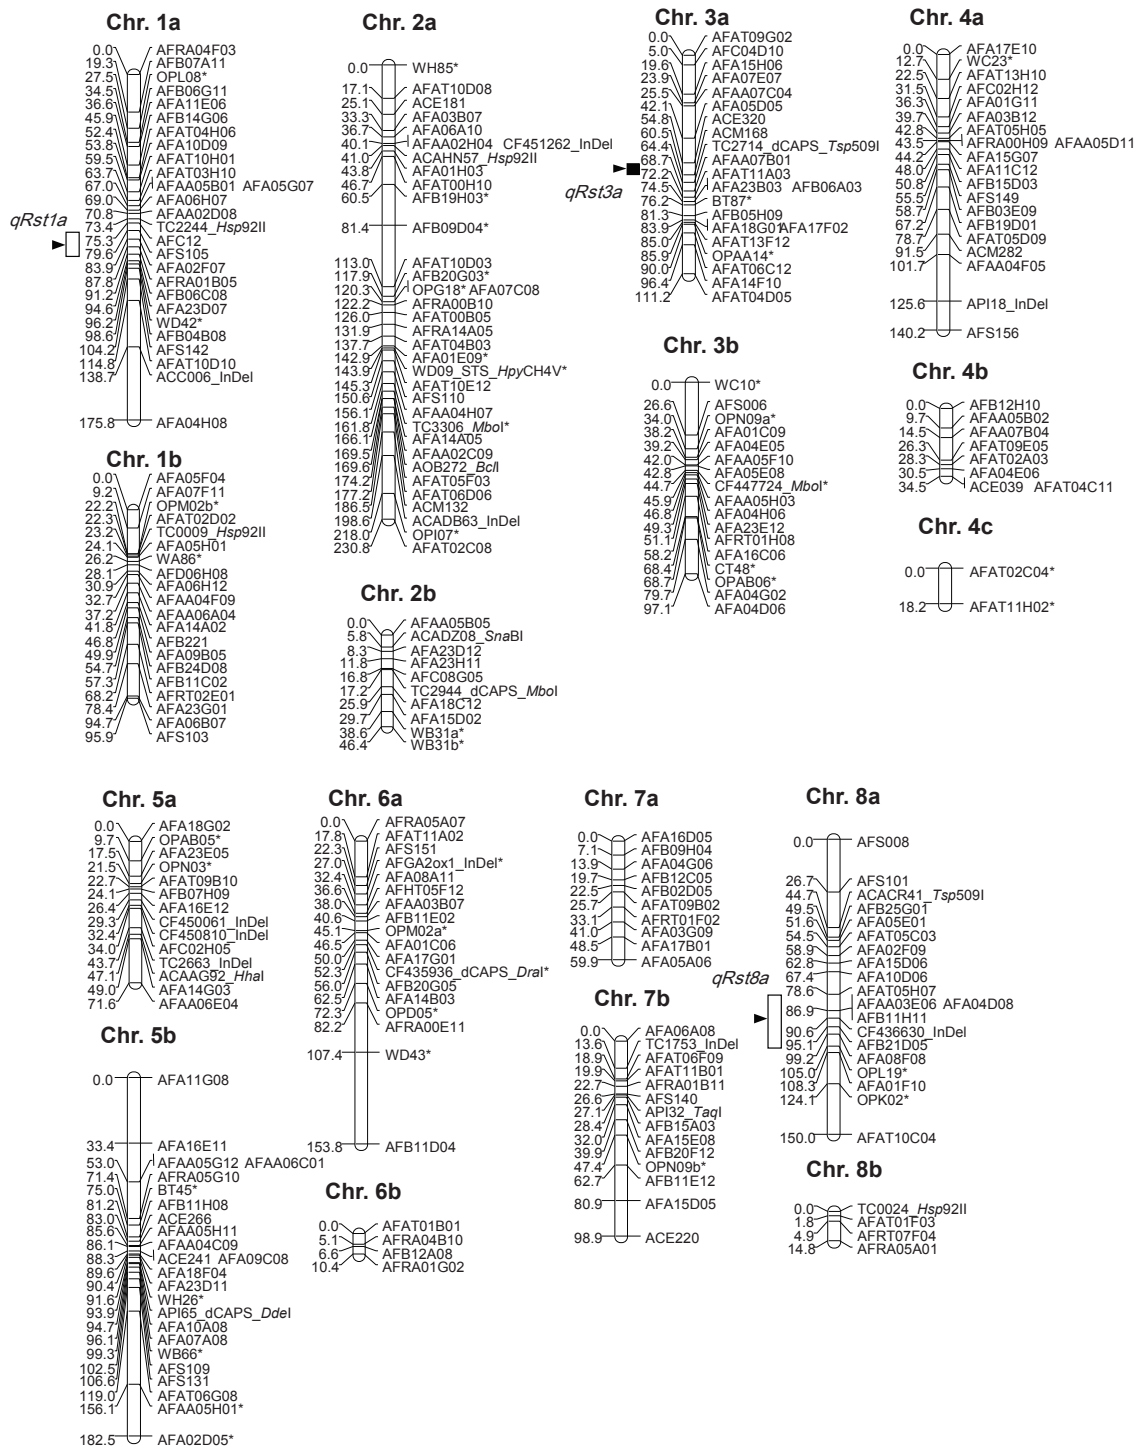 Chr. 1a
0.0 AFRA04F03
19.3 AFB07A11
27.5 OPL08*
34.5 AFB06G11
36.6 AFA11E06
45.9 AFB14G06
52.4 AFAT04H06
53.8 AFA10D09
59.5 AFAT10H01
63.7 AFAT03H10
67.0 AFAA05B01 AFA05G07
69.0 AFA06H07
70.8 AFAA02D08
73.4 TC2244_Hsp92II
75.3 AFC12
79.6 AFS105
83.9 AFA02F07
87.8 AFRA01B05
91.2 AFB06C08
94.6 AFA23D07
96.2 WD42*
98.6 AFB04B08
104.2 AFS142
114.8 AFAT10D10
138.7 ACC006_InDel
175.8 AFA04H08
qRst1a
Chr. 1b
0.0 AFA05F04
9.2 AFA07F11
22.2 OPM02b*
22.3 AFAT02D02
23.2 TC0009_Hsp92II
24.1 AFA05H01
26.2 WA86*
28.1 AFD06H08
30.9 AFA06H12
32.7 AFAA04F09
37.2 AFAA06A04
41.8 AFA14A02
46.8 AFB221
49.9 AFA09B05
54.7 AFB24D08
57.3 AFB11C02
68.2 AFRT02E01
78.4 AFA23G01
94.7 AFA06B07
95.9 AFS103
Chr. 2a
0.0 WH85*
17.1 AFAT10D08
25.1 ACE181
33.3 AFA03B07
36.7 AFA06A10
40.1 AFAA02H04 CF451262_InDel
41.0 ACAHN57_Hsp92II
43.8 AFA01H03
46.7 AFAT00H10
60.5 AFB19H03*
81.4 AFB09D04*
113.0 AFAT10D03
117.9 AFB20G03*
120.3 OPG18* AFA07C08
122.2 AFRA00B10
126.0 AFAT00B05
131.9 AFRA14A05
137.7 AFAT04B03
142.9 AFA01E09*
143.9 WD09_STS_HpyCH4V*
145.3 AFAT10E12
150.6 AFS110
156.1 AFAA04H07
161.8 TC3306_MboI*
166.1 AFA14A05
169.5 AFAA02C09
169.6 AOB272_BclI
174.2 AFAT05F03
177.2 AFAT06D06
186.5 ACM132
198.6 ACADB63_InDel
218.0 OPI07*
230.8 AFAT02C08
Chr. 2b
0.0 AFAA05B05
5.8 ACADZ08_SnaBI
8.3 AFA23D12
11.8 AFA23H11
16.8 AFC08G05
17.2 TC2944_dCAPS_MboI
25.9 AFA18C12
29.7 AFA15D02
38.6 WB31a*
46.4 WB31b*
Chr. 3a
0.0 AFAT09G02
5.0 AFC04D10
19.6 AFA15H06
23.9 AFA07E07
25.5 AFAA07C04
42.1 AFA05D05
54.8 ACE320
60.5 ACM168
64.4 TC2714_dCAPS_Tsp509I
68.7 AFAA07B01
72.2 AFAT11A03
74.5 AFA23B03 AFB06A03
76.2 BT87*
81.3 AFB05H09
83.9 AFA18G01 AFA17F02
85.0 AFAT13F12
85.9 OPAA14*
90.0 AFAT06C12
96.4 AFA14F10
111.2 AFAT04D05
qRst3a
Chr. 3b
0.0 WC10*
26.6 AFS006
34.0 OPN09a*
38.2 AFA01C09
39.2 AFA04E05
42.0 AFAA05F10
42.8 AFA05E08
44.7 CF447724_MboI*
45.9 AFAA05H03
46.8 AFA04H06
49.3 AFA23E12
51.1 AFRT01H08
58.2 AFA16C06
68.4 CT48*
68.7 OPAB06*
79.7 AFA04G02
97.1 AFA04D06
Chr. 4a
0.0 AFA17E10
12.7 WC23*
22.5 AFAT13H10
31.5 AFC02H12
36.3 AFA01G11
39.7 AFA03B12
42.8 AFAT05H05
43.5 AFRA00H09 AFAA05D11
44.2 AFA15G07
48.0 AFA11C12
50.8 AFB15D03
55.5 AFS149
58.7 AFB03E09
67.2 AFB19D01
78.7 AFAT05D09
91.5 ACM282
101.7 AFAA04F05
125.6 API18_InDel
140.2 AFS156
Chr. 4b
0.0 AFB12H10
9.7 AFAA05B02
14.5 AFAA07B04
26.3 AFAT09E05
28.3 AFAT02A03
30.5 AFA04E06
34.5 ACE039 AFAT04C11
Chr. 4c
0.0 AFAT02C04*
18.2 AFAT11H02*
Chr. 5a
0.0 AFA18G02
9.7 OPAB05*
17.5 AFA23E05
21.5 OPN03*
22.7 AFAT09B10
24.1 AFB07H09
26.4 AFA16E12
29.3 CF450061_InDel
32.4 CF450810_InDel
34.0 AFC02H05
43.7 TC2663_InDel
47.1 ACAAG92_HhaI
49.0 AFA14G03
71.6 AFAA06E04
Chr. 5b
0.0 AFA11G08
33.4 AFA16E11
53.0 AFAA05G12 AFAA06C01
71.4 AFRA05G10
75.0 BT45*
81.2 AFB11H08
83.0 ACE266
85.6 AFAA05H11
86.1 AFAA04C09
88.3 ACE241 AFA09C08
89.6 AFA18F04
90.4 AFA23D11
91.6 WH26*
93.9 API65_dCAPS_DdeI
94.7 AFA10A08
96.1 AFA07A08
99.3 WB66*
102.5 AFS109
106.6 AFS131
119.0 AFAT06G08
156.1 AFAA05H01*
182.5 AFA02D05*
Chr. 6a
0.0 AFRA05A07
17.8 AFAT11A02
22.3 AFS151
27.0 AFGA2ox1_InDel*
32.4 AFA08A11
36.6 AFHT05F12
38.0 AFAA03B07
40.6 AFB11E02
45.1 OPM02a*
46.5 AFA01C06
50.0 AFA17G01
52.3 CF435936_dCAPS_DraI*
56.0 AFB20G05
62.5 AFA14B03
72.3 OPD05*
82.2 AFRA00E11
107.4 WD43*
153.8 AFB11D04
Chr. 6b
0.0 AFAT01B01
5.1 AFRA04B10
6.6 AFB12A08
10.4 AFRA01G02
Chr. 7a
0.0 AFA16D05
7.1 AFB09H04
13.9 AFA04G06
19.7 AFB12C05
22.5 AFB02D05
25.7 AFAT09B02
33.1 AFRT01F02
41.0 AFA03G09
48.5 AFA17B01
59.9 AFA05A06
Chr. 7b
0.0 AFA06A08
13.6 TC1753_InDel
18.9 AFAT06F09
19.9 AFAT11B01
22.7 AFRA01B11
26.6 AFS140
27.1 API32_TaqI
28.4 AFB15A03
32.0 AFA15E08
39.9 AFB20F12
47.4 OPN09b*
62.7 AFB11E12
80.9 AFA15D05
98.9 ACE220
Chr. 8a
0.0 AFS008
26.7 AFS101
44.7 ACACR41_Tsp509I
49.5 AFB25G01
51.6 AFA05E01
54.5 AFAT05C03
58.9 AFA02F09
62.8 AFA15D06
67.4 AFA10D06
78.6 AFAT05H07
86.9 AFAA03E06 AFA04D08
AFB11H11
90.6 CF436630_InDel
95.1 AFB21D05
99.2 AFA08F08
105.0 OPL19*
108.3 AFA01F10
124.1 OPK02*
150.0 AFAT10C04
qRst8a
Chr. 8b
0.0 TC0024_Hsp92II
1.8 AFAT01F03
4.9 AFRT07F04
14.8 AFRA05A01